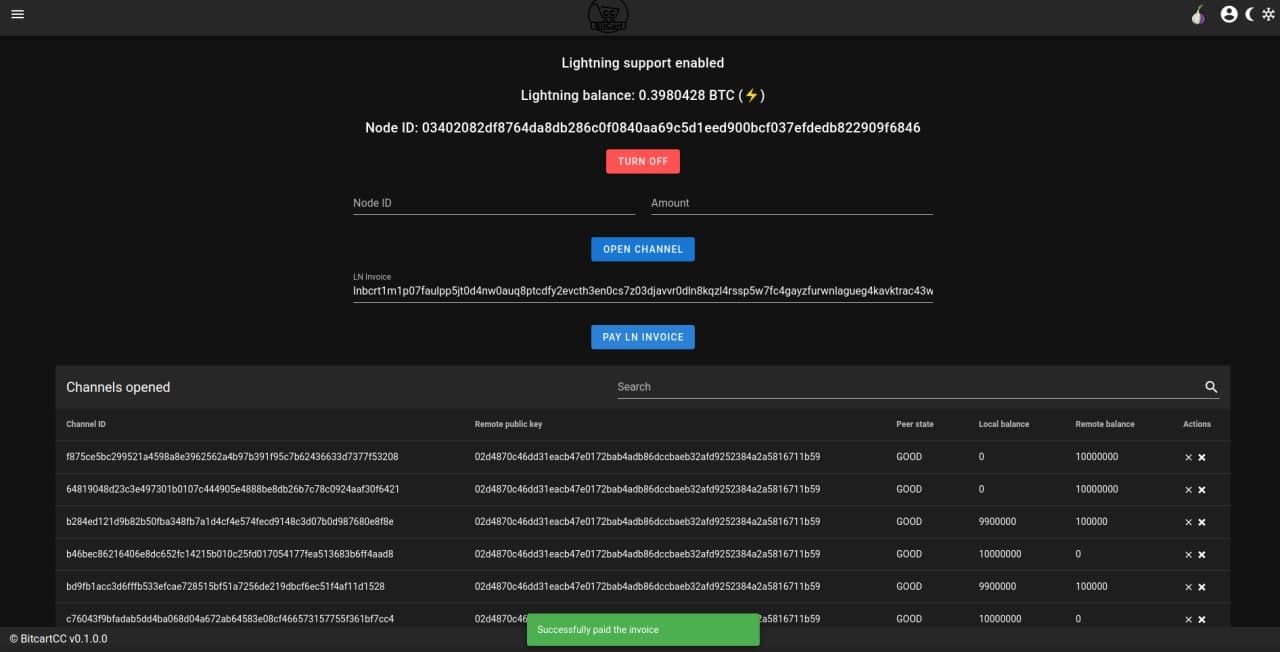 CC
BitCart
Lightning support enabled
Lightning balance: 0.3980428 BTC (⚡)
Node ID: 03402082df8764da8db286c0f0840aa69c5d1eed900bcf037efdedb822909f6846
TURN OFF
Node ID Amount
OPEN CHANNEL
LN Invoice
lnbcrt1m1p07faulpp5jt0d4nw0auq8ptcdfy2evcth3en0cs7z03djavvr0dln8kqzl4rssp5w7fc4gayzfurwnlagueg4kavktrac43w
PAY LN INVOICE
Channels opened Search
Channel ID Remote public key Peer state Local balance Remote balance Actions
f875ce5bc299521a4598a8e3962562a4b97b391f95c7b62436633d7377f53208 02d4870c46dd31eacb47e0172bab4adb86dccbaeb32afd9252384a2a5816711b59 GOOD 0 10000000
64819048d23c3e497301b0107c444905e4888be8db26b7c78c0924aaf30f6421 02d4870c46dd31eacb47e0172bab4adb86dccbaeb32afd9252384a2a5816711b59 GOOD 0 10000000
b284ed121d9b82b50fba348fb7a1d4cf4e574fecd9148c3d07b0d987680e8f8e 02d4870c46dd31eacb47e0172bab4adb86dccbaeb32afd9252384a2a5816711b59 GOOD 9900000 100000
b46bec86216406e8dc652fc14215b010c25fd017054177fea513683b6ff4aad8 02d4870c46dd31eacb47e0172bab4adb86dccbaeb32afd9252384a2a5816711b59 GOOD 10000000 0
bd9fb1acc3d6fffb533efcae728515bf51a7256de219dbcf6ec51f4af11d1528 02d4870c46dd31eacb47e0172bab4adb86dccbaeb32afd9252384a2a5816711b59 GOOD 9900000 100000
c76043f9bfadab5dd4ba068d04a672ab64583e08cf466573157755f361bf7cc4 02d4870c46 2afd9252384a2a5816711b59 GOOD 10000000 0
Successfully paid the invoice
© BitcartCC v0.1.0.0